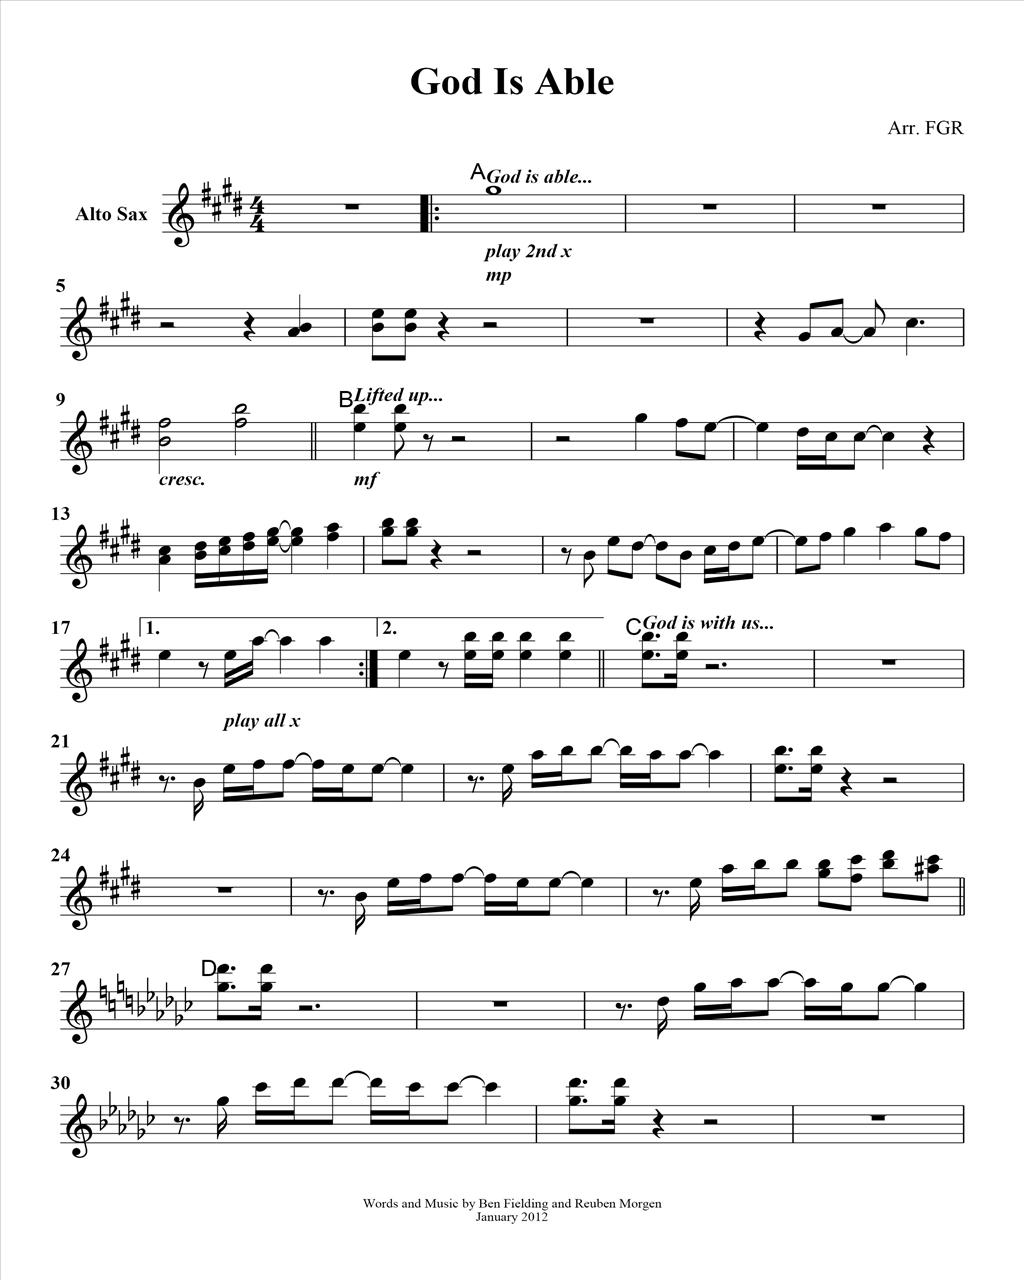 God Is Able
Arr. FGR
A God is able...
Alto Sax
4
4
play 2nd x
mp
5
9
B Lifted up...
cresc.
mf
13
17
1.
2.
C God is with us...
play all x
21
24
27
D
30
Words and Music by Ben Fielding and Reuben Morgen
January 2012